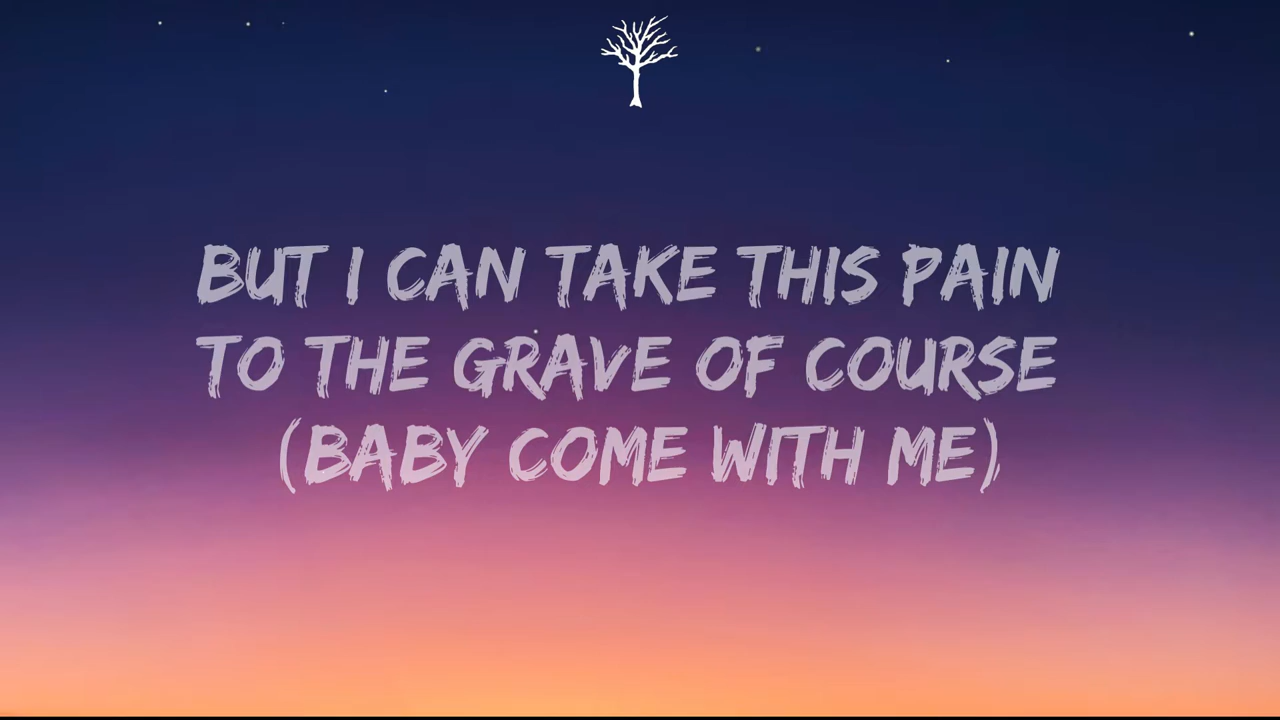 BUT I CAN TAKE THIS PAIN
TO THE GRAVE OF COURSE
(BABY COME WITH ME)